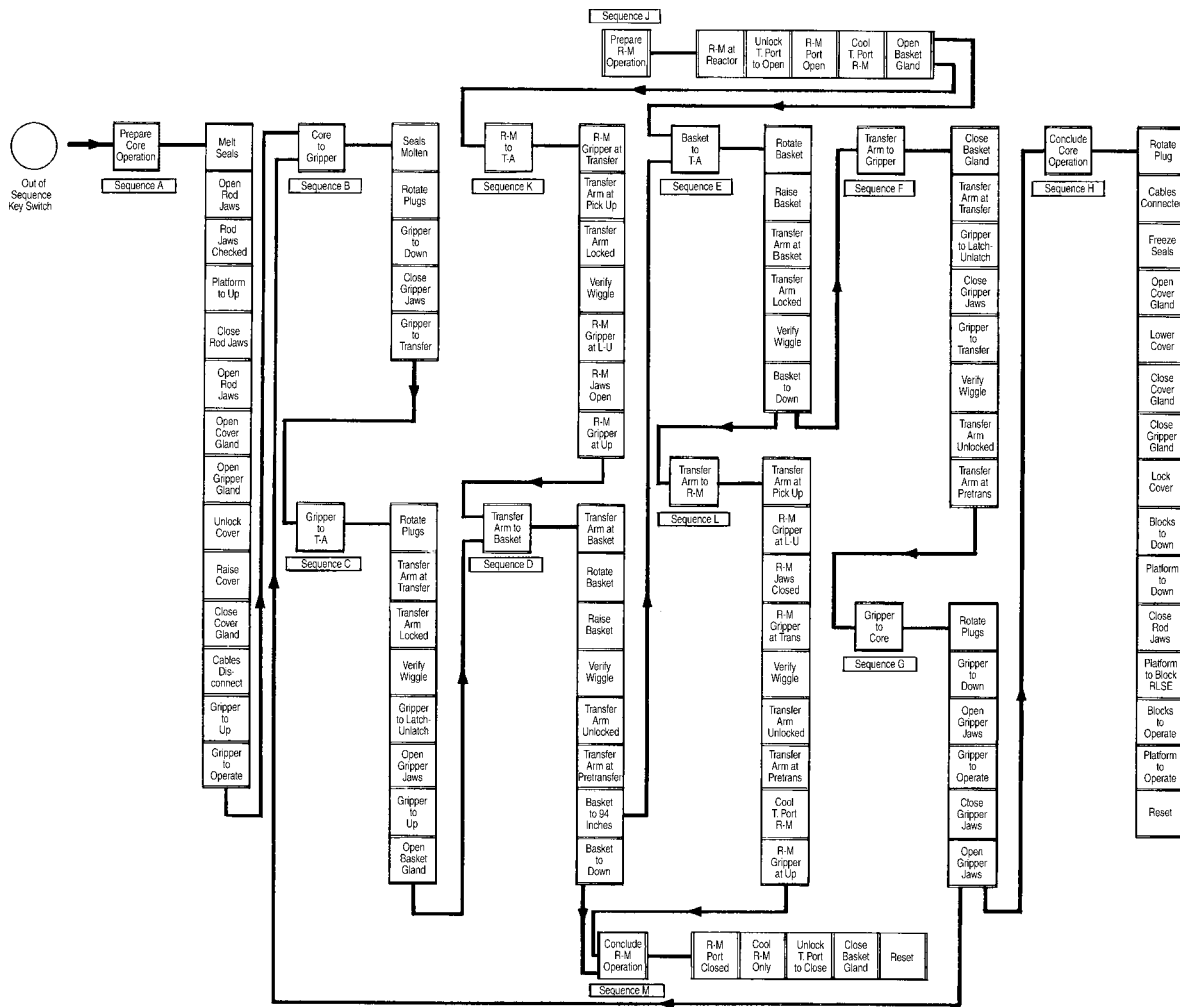 Sequence J
Prepare
R-M
Operation
R-M at
Reactor
Unlock
T. Port
to Open
R-M
Port
Open
Cool
T. Port
R-M
Open
Basket
Gland
Out of
Sequence
Key Switch
Prepare
Core
Operation
Sequence A
Melt
Seals
Open
Rod
Jaws
Rod
Jaws
Checked
Platform
to Up
Close
Rod Jaws
Open
Rod
Jaws
Open
Cover
Gland
Open
Gripper
Gland
Unlock
Cover
Raise
Cover
Close
Cover
Gland
Cables
Dis-
connect
Gripper
to
Up
Gripper
to
Operate
Core
to
Gripper
Sequence B
Seals
Molten
Rotate
Plugs
Gripper
to
Down
Close
Gripper
Jaws
Gripper
to
Transfer
Gripper
to
T-A
Sequence C
Rotate
Plugs
Transfer
Arm at
Transfer
Transfer
Arm
Locked
Verify
Wiggle
Gripper
to Latch-
Unlatch
Open
Gripper
Jaws
Gripper
to
Up
Open
Basket
Gland
R-M
to
T-A
Sequence K
R-M
Gripper at
Transfer
Transfer
Arm at
Pick Up
Transfer
Arm
Locked
Verify
Wiggle
R-M
Gripper
at L-U
R-M
Jaws
Open
R-M
Gripper
at Up
Transfer
Arm to
Basket
Sequence D
Transfer
Arm at
Basket
Rotate
Basket
Raise
Basket
Verify
Wiggle
Transfer
Arm
Unlocked
Transfer
Arm at
Pretransfer
Basket
to 94
Inches
Basket
to
Down
Basket
to
T-A
Sequence E
Rotate
Basket
Raise
Basket
Transfer
Arm at
Basket
Transfer
Arm
Locked
Verify
Wiggle
Basket
to
Down
Transfer
Arm to
R-M
Sequence L
Transfer
Arm at
Pick Up
R-M
Gripper
at L-U
R-M
Jaws
Closed
R-M
Gripper
at Trans
Verify
Wiggle
Transfer
Arm
Unlocked
Transfer
Arm at
Pretrans
Cool
T. Port
R-M
R-M
Gripper
at Up
Transfer
Arm to
Gripper
Sequence F
Close
Basket
Gland
Transfer
Arm at
Transfer
Gripper
to Latch-
Unlatch
Close
Gripper
Jaws
Gripper
to
Transfer
Verify
Wiggle
Transfer
Arm
Unlocked
Transfer
Arm at
Pretrans
Gripper
to
Core
Sequence G
Rotate
Plugs
Gripper
to
Down
Open
Gripper
Jaws
Gripper
to
Operate
Close
Gripper
Jaws
Open
Gripper
Jaws
Conclude
Core
Operation
Sequence H
Rotate
Plug
Cables
Connected
Freeze
Seals
Open
Cover
Gland
Lower
Cover
Close
Cover
Gland
Close
Gripper
Gland
Lock
Cover
Blocks
to
Down
Platform
to
Down
Close
Rod
Jaws
Platform
to Block
RLSE
Blocks
to
Operate
Platform
to
Operate
Reset
Conclude
R-M
Operation
Sequence M
R-M
Port
Closed
Cool
R-M
Only
Unlock
T. Port
to Close
Close
Basket
Gland
Reset